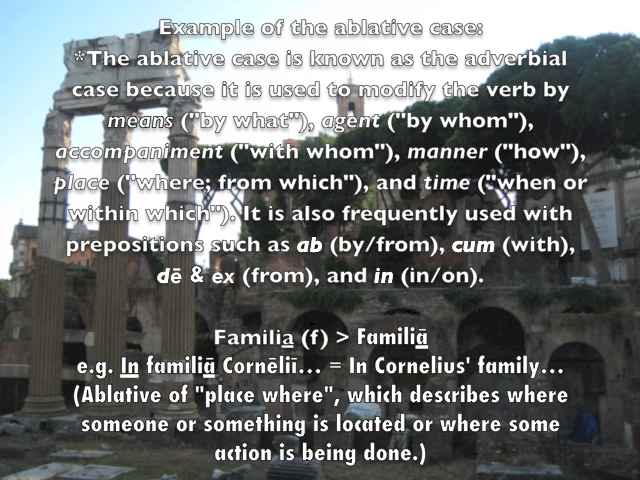 Example of the ablative case:
*The ablative case is known as the adverbial
case because it is used to modify the verb by
means ("by what"), agent ("by whom"),
accompaniment ("with whom"), manner ("how"),
place ("where; from which"), and time ("when or
within which"). It is also frequently used with
prepositions such as ab (by/from), cum (with),
dē & ex (from), and in (in/on).
Familia (f) > Familiā
e.g. In familiā Cornēliī... = In Cornelius' family...
(Ablative of "place where", which describes where
someone or something is located or where some
action is being done.)